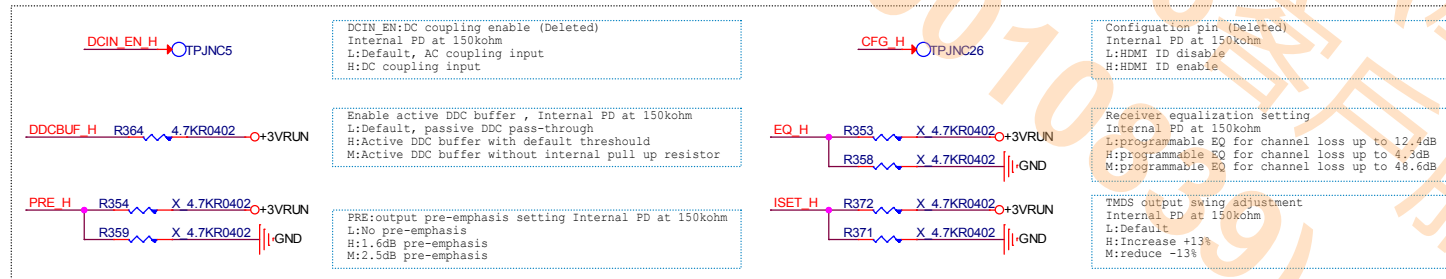 DCIN_EN_H
TPJNC5
DCIN_EN:DC coupling enable (Deleted)
Internal PD at 150kohm
L:Default, AC coupling input
H:DC coupling input
CFG_H
TPJNC26
Configuation pin (Deleted)
Internal PD at 150kohm
L:HDMI ID disable
H:HDMI ID enable
DDCBUF_H R364 4.7KR0402 +3VRUN
Enable active DDC buffer , Internal PD at 150kohm
L:Default, passive DDC pass-through
H:Active DDC buffer with default threshould
M:Active DDC buffer without internal pull up resistor
EQ_H R353 X_4.7KR0402 +3VRUN
R358 X_4.7KR0402 GND
Receiver equalization setting
Internal PD at 150kohm
L:programmable EQ for channel loss up to 12.4dB
H:programmable EQ for channel loss up to 4.3dB
M:programmable EQ for channel loss up to 48.6dB
PRE_H R354 X_4.7KR0402 +3VRUN
R359 X_4.7KR0402 GND
PRE:output pre-emphasis setting Internal PD at 150kohm
L:No pre-emphasis
H:1.6dB pre-emphasis
M:2.5dB pre-emphasis
ISET_H R372 X_4.7KR0402 +3VRUN
R371 X_4.7KR0402 GND
TMDS output swing adjustment
Internal PD at 150kohm
L:Default
H:Increase +13%
M:reduce -13%